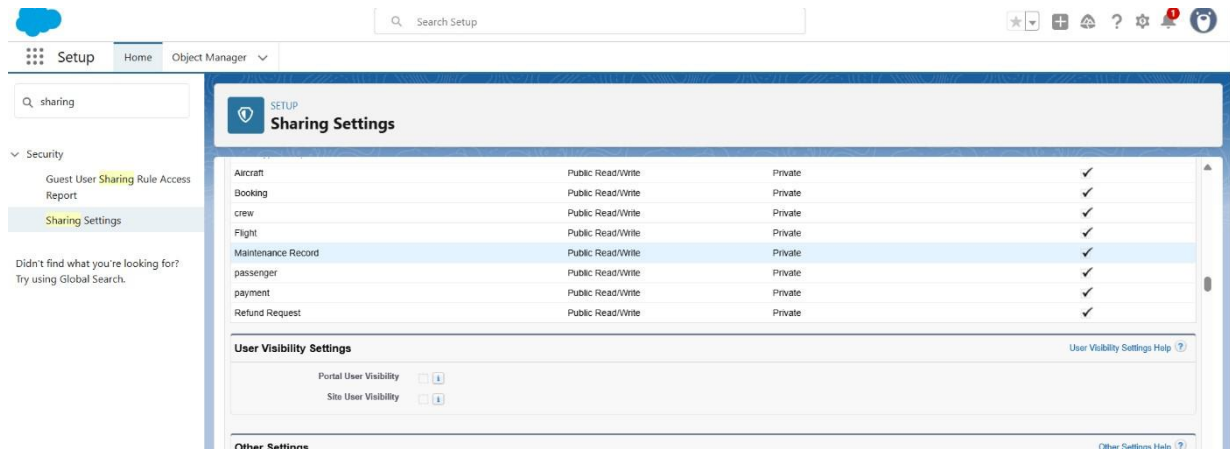 Search Setup
1
Setup
Home
Object Manager
sharing
Security
Guest User Sharing Rule Access
Report
Sharing Settings
Didn't find what you're looking for?
Try using Global Search.
SETUP
Sharing Settings
Aircraft Public Read/Write Private
Booking Public Read/Write Private
crew Public Read/Write Private
Flight Public Read/Write Private
Maintenance Record Public Read/Write Private
passenger Public Read/Write Private
payment Public Read/Write Private
Refund Request Public Read/Write Private
User Visibility Settings User Visibility Settings Help ?
Portal User Visibility i
Site User Visibility i
Other Settings Other Settings Help ?